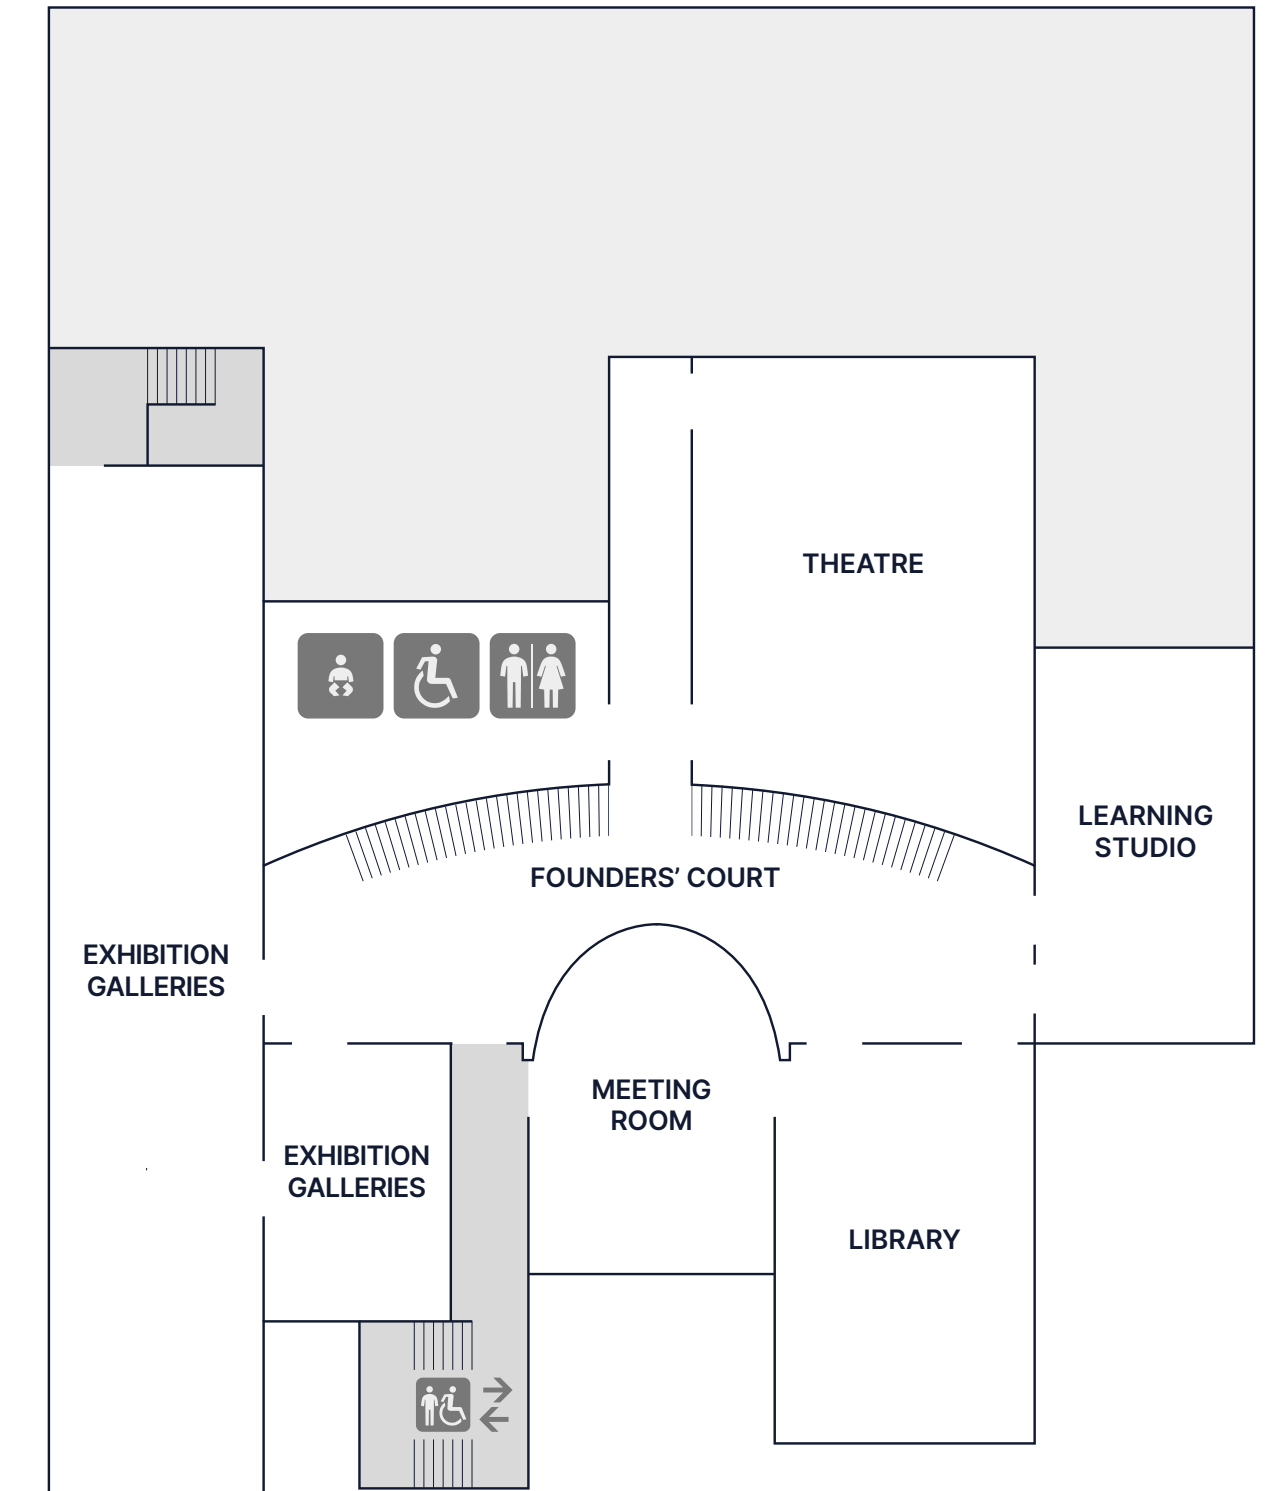 THEATRE
LEARNING
STUDIO
FOUNDERS’ COURT
EXHIBITION
GALLERIES
MEETING
ROOM
EXHIBITION
GALLERIES
LIBRARY